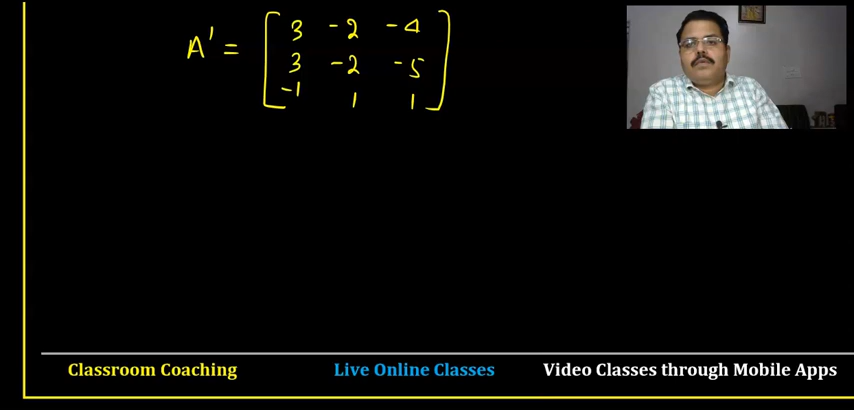 A' = [ 3 -2 -4
3 -2 -5
-1 1 1 ]
Classroom Coaching Live Online Classes Video Classes through Mobile Apps